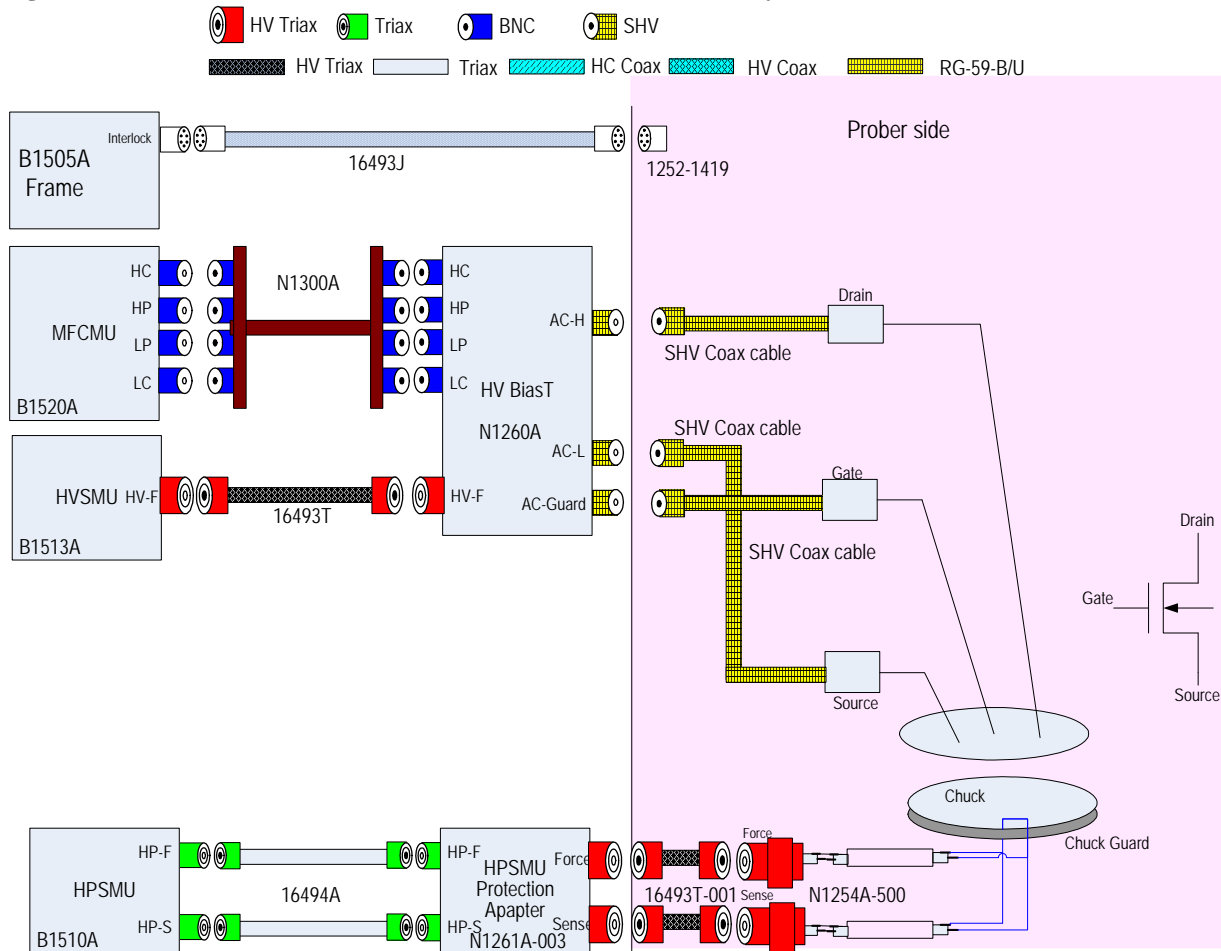 HV Triax Triax BNC SHV
HV Triax Triax HC Coax HV Coax RG-59-B/U
Prober side
Interlock
B1505A
Frame
16493J
1252-1419
HC
HP
LP
LC
MFCMU
B1520A
N1300A
HC
HP
LP
LC
HV BiasT
N1260A
AC-H
AC-L
AC-Guard
HV-F
HVSMU
HV-F
B1513A
16493T
Drain
SHV Coax cable
SHV Coax cable
Gate
SHV Coax cable
Source
Drain
Gate
Source
Chuck
Chuck Guard
HPSMU
HP-F
HP-S
B1510A
16494A
HP-F
HP-S
HPSMU
Protection
Apapter
N1261A-003
Force
Sense
16493T-001
Force
Sense
N1254A-500